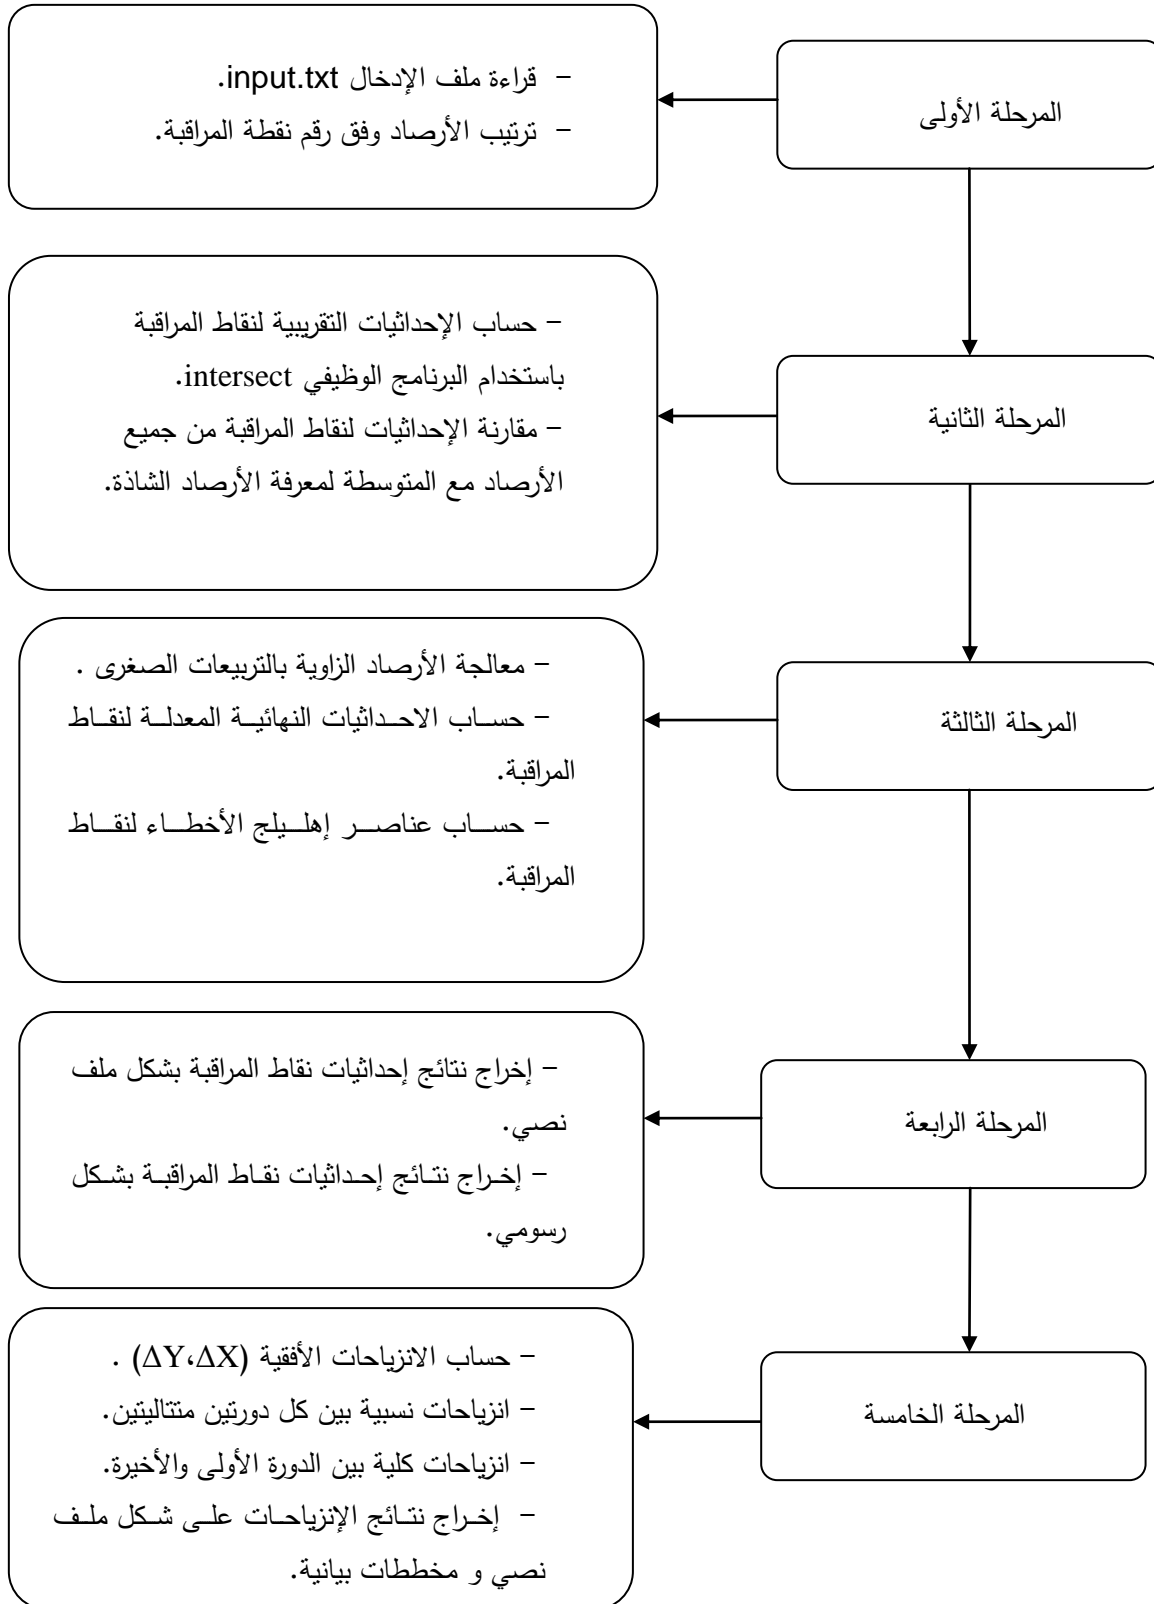 المرحلة الأولى
- قراءة ملف الإدخال input.txt.
- ترتيب الأرصاد وفق رقم نقطة المراقبة.
المرحلة الثانية
- حساب الإحداثيات التقريبية لنقاط المراقبة
باستخدام البرنامج الوظيفي intersect.
- مقارنة الإحداثيات لنقاط المراقبة من جميع
الأرصاد مع المتوسطة لمعرفة الأرصاد الشاذة.
المرحلة الثالثة
- معالجة الأرصاد الزاوية بالتربيعات الصغرى .
- حساب الاحداثيات النهائية المعدلة لنقاط
المراقبة.
- حساب عناصر إهليلج الأخطاء لنقاط
المراقبة.
المرحلة الرابعة
- إخراج نتائج إحداثيات نقاط المراقبة بشكل ملف
نصي.
- إخراج نتائج إحداثيات نقاط المراقبة بشكل
رسومي.
المرحلة الخامسة
- حساب الانزياحات الأفقية (ΔY،ΔX) .
- انزياحات نسبية بين كل دورتين متتاليتين.
- انزياحات كلية بين الدورة الأولى والأخيرة.
- إخراج نتائج الإنزياحات على شكل ملف
نصي و مخططات بيانية.